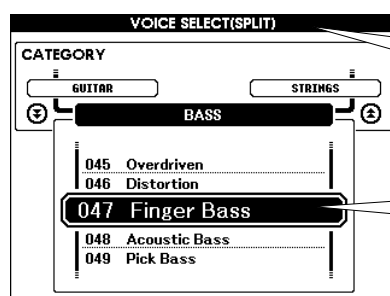 VOICE SELECT(SPLIT)
CATEGORY
GUITAR STRINGS
BASS
045 Overdriven
046 Distortion
047 Finger Bass
048 Acoustic Bass
049 Pick Bass